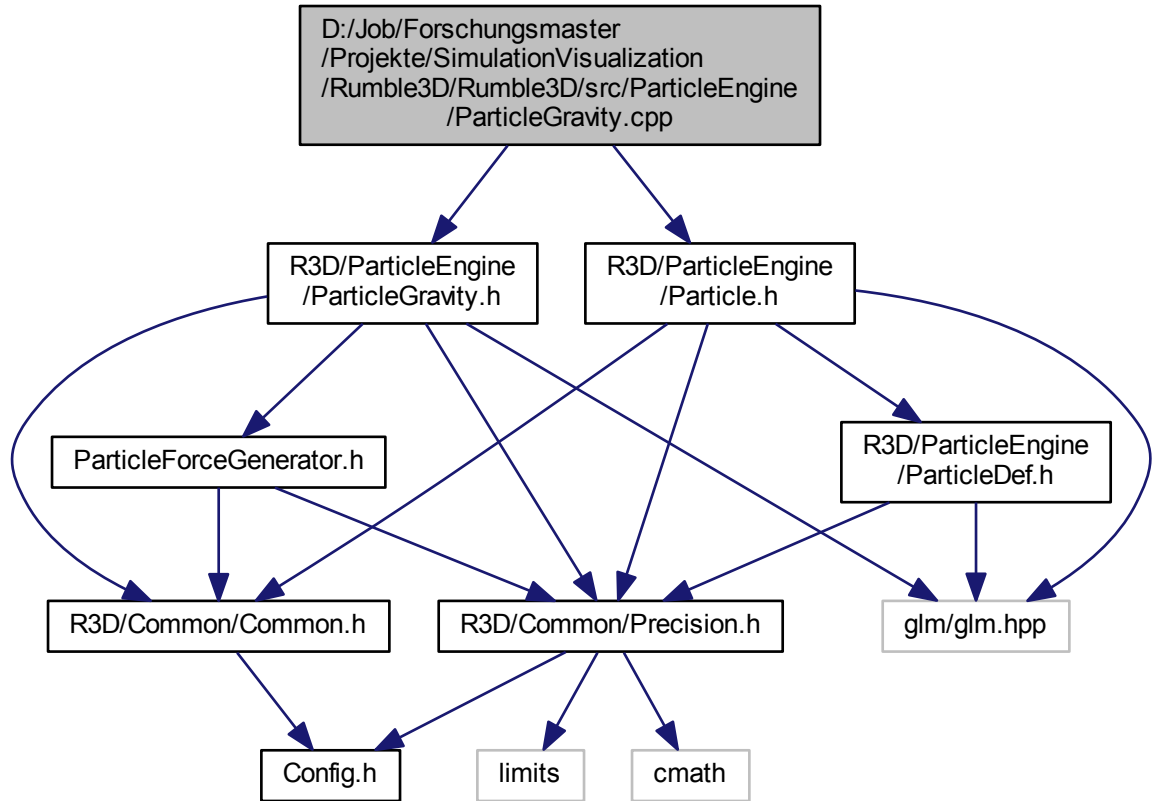 D:/Job/Forschungsmaster
/Projekte/SimulationVisualization
/Rumble3D/Rumble3D/src/ParticleEngine
/ParticleGravity.cpp
R3D/ParticleEngine
/ParticleGravity.h
R3D/ParticleEngine
/Particle.h
ParticleForceGenerator.h
R3D/ParticleEngine
/ParticleDef.h
R3D/Common/Common.h
R3D/Common/Precision.h
glm/glm.hpp
Config.h
limits
cmath